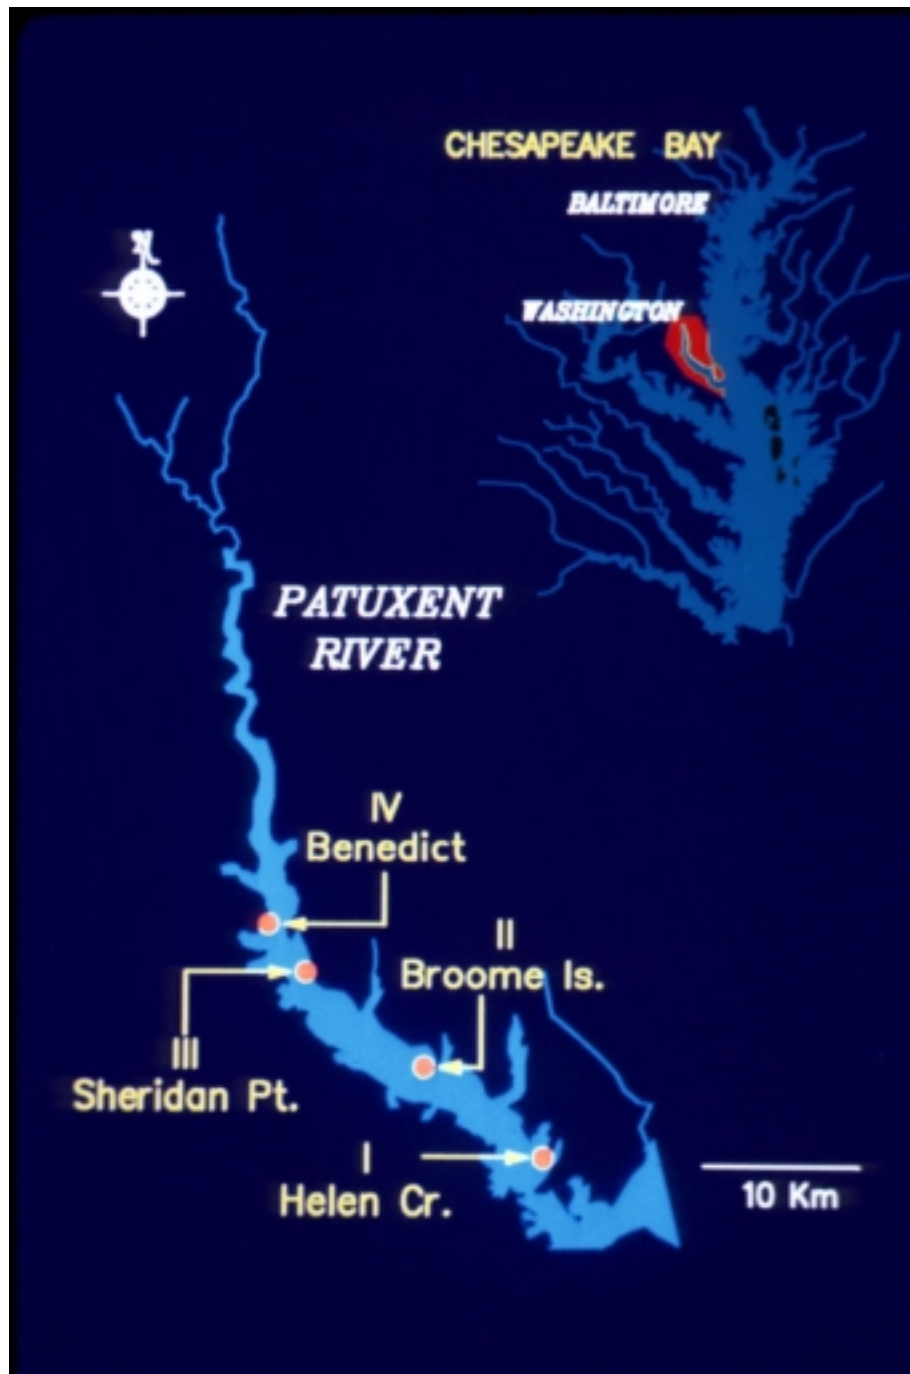 CHESAPEAKE BAY
BALTIMORE
N
WASHINGTON
PATUXENT
RIVER
IV
Benedict
II
Broome Is.
III
Sheridan Pt.
I
Helen Cr.
10 Km